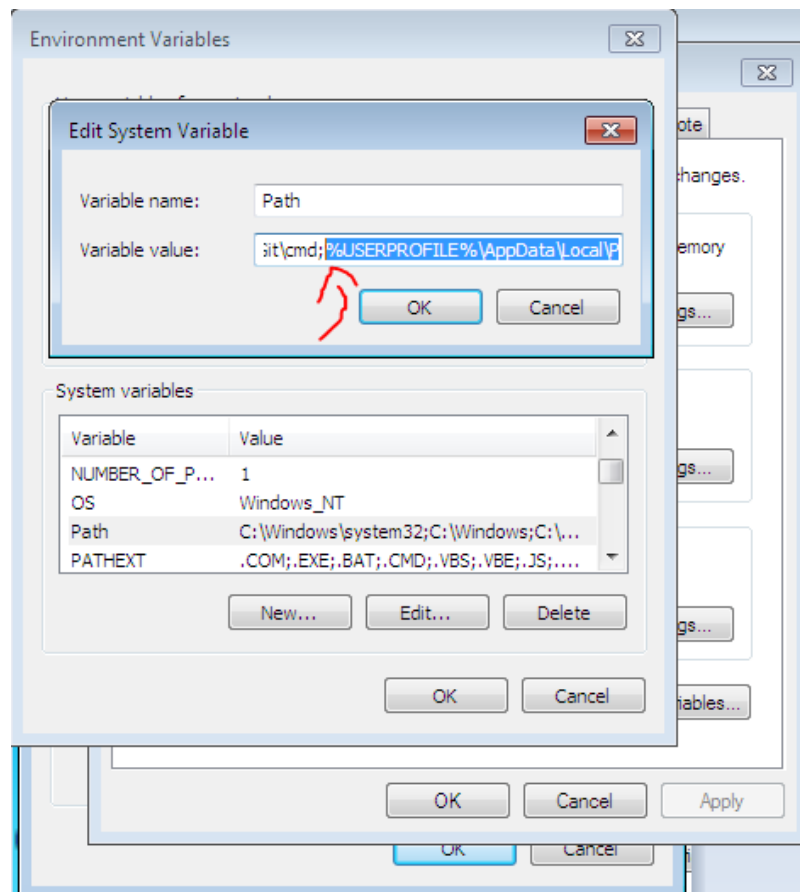 Environment Variables
Edit System Variable
ote
Variable name: Path
changes.
Variable value: Git\cmd;%USERPROFILE%\AppData\Local\P
emory
OK Cancel
gs...
System variables
Variable Value
NUMBER_OF_P... 1
gs...
OS Windows_NT
Path C:\Windows\system32;C:\Windows;C:\...
PATHEXT .COM;.EXE;.BAT;.CMD;.VBS;.VBE;.JS;....
New... Edit... Delete
gs...
OK Cancel
iables...
OK Cancel Apply
OK Cancel